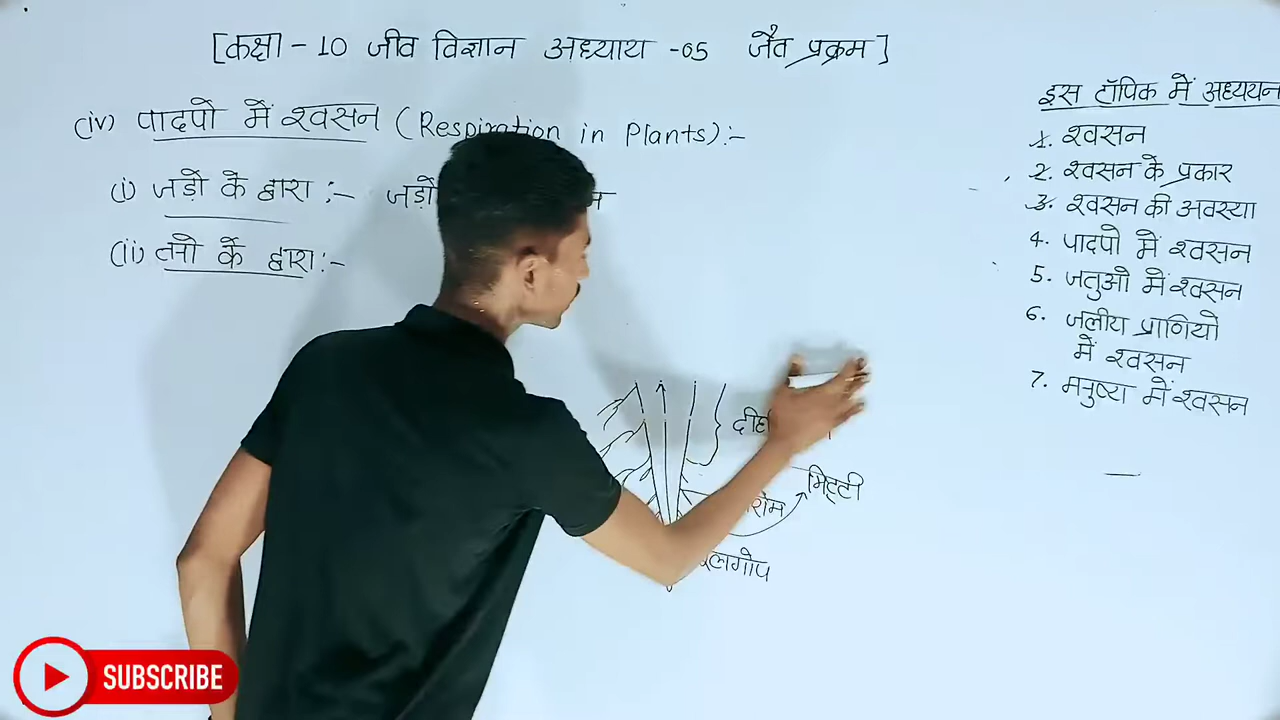 [कक्षा - 10 जीव विज्ञान अध्याय -05 जैव प्रक्रम]
(iv) पादपो में श्वसन (Respiration in Plants):-
(i) जड़ो के द्वारा :- जड़ों
(ii) तनो के द्वारा:-
मिट्टी
इस टॉपिक में अध्ययन
1. श्वसन
2. श्वसन के प्रकार
3. श्वसन की अवस्या
4. पादपो में श्वसन
5. जतुओ में श्वसन
6. जलीय प्राणियो
में श्वसन
7. मनुष्य में श्वसन
SUBSCRIBE